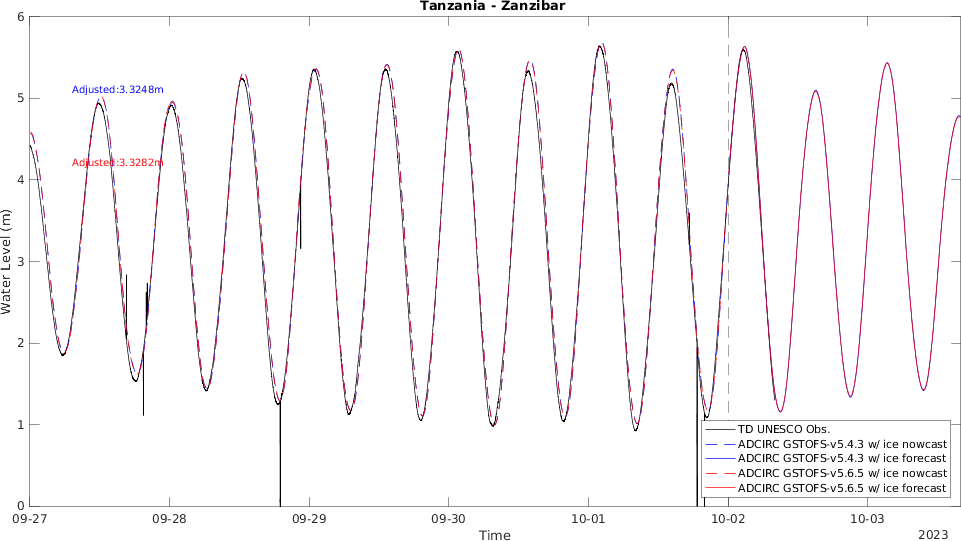 Tanzania - Zanzibar
6
5
4
3
2
1
0
Water Level (m)
Adjusted:3.3248m
Adjusted:3.3282m
TD UNESCO Obs.
ADCIRC GSTOFS-v5.4.3 w/ ice nowcast
ADCIRC GSTOFS-v5.4.3 w/ ice forecast
ADCIRC GSTOFS-v5.6.5 w/ ice nowcast
ADCIRC GSTOFS-v5.6.5 w/ ice forecast
09-27 09-28 09-29 09-30 10-01 10-02 10-03
Time
2023